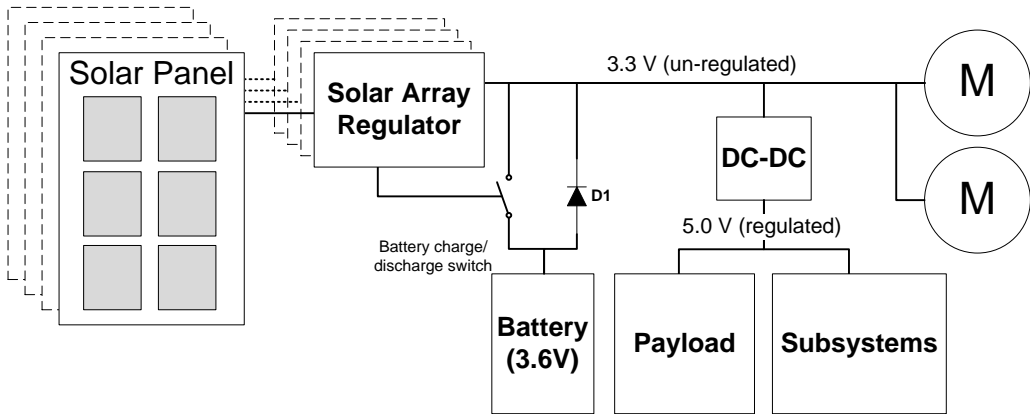 Solar Panel
Solar Array
Regulator
3.3 V (un-regulated)
M
DC-DC
M
D1
5.0 V (regulated)
Battery charge/
discharge switch
Battery
(3.6V)
Payload
Subsystems